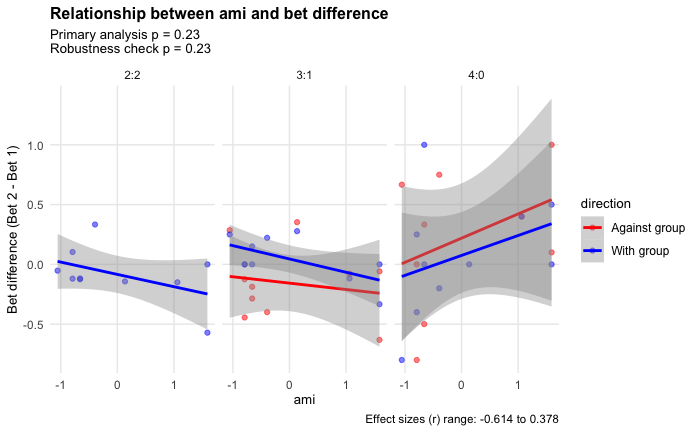 Relationship between ami and bet difference
Primary analysis p = 0.23
Robustness check p = 0.23
2:2
3:1
4:0
Bet difference (Bet 2 - Bet 1)
1.0
0.5
0.0
-0.5
-1
0
1
-1
0
1
-1
0
1
ami
direction
Against group
With group
Effect sizes (r) range: -0.614 to 0.378